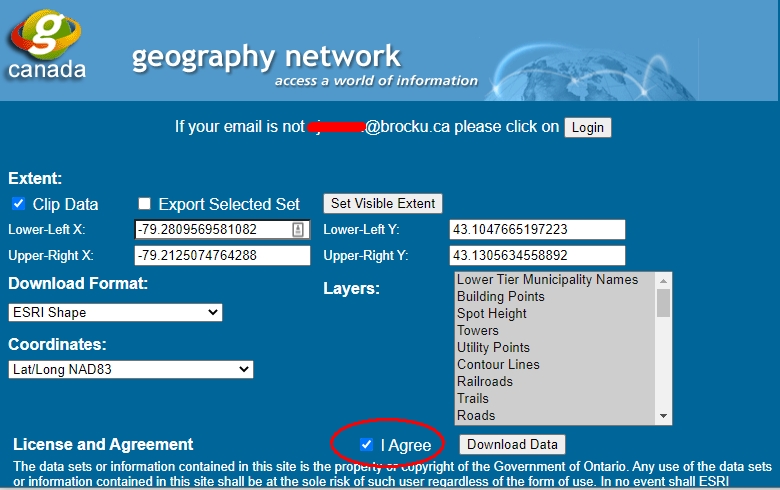 g
canada
geography network
access a world of information
If your email is not @brocku.ca please click on Login
Extent:
Clip Data Export Selected Set Set Visible Extent
Lower-Left X: -79.2809569581082 Lower-Left Y: 43.1047665197223
Upper-Right X: -79.2125074764288 Upper-Right Y: 43.1305634558892
Download Format: Layers:
ESRI Shape
Coordinates:
Lat/Long NAD83
Lower Tier Municipality Names
Building Points
Spot Height
Towers
Utility Points
Contour Lines
Railroads
Trails
Roads
License and Agreement I Agree Download Data
The data sets or information contained in this site is the property or copyright of the Government of Ontario. Any use of the data sets
or information contained in this site shall be at the sole risk of such user regardless of the form of use. In no event shall ESRI